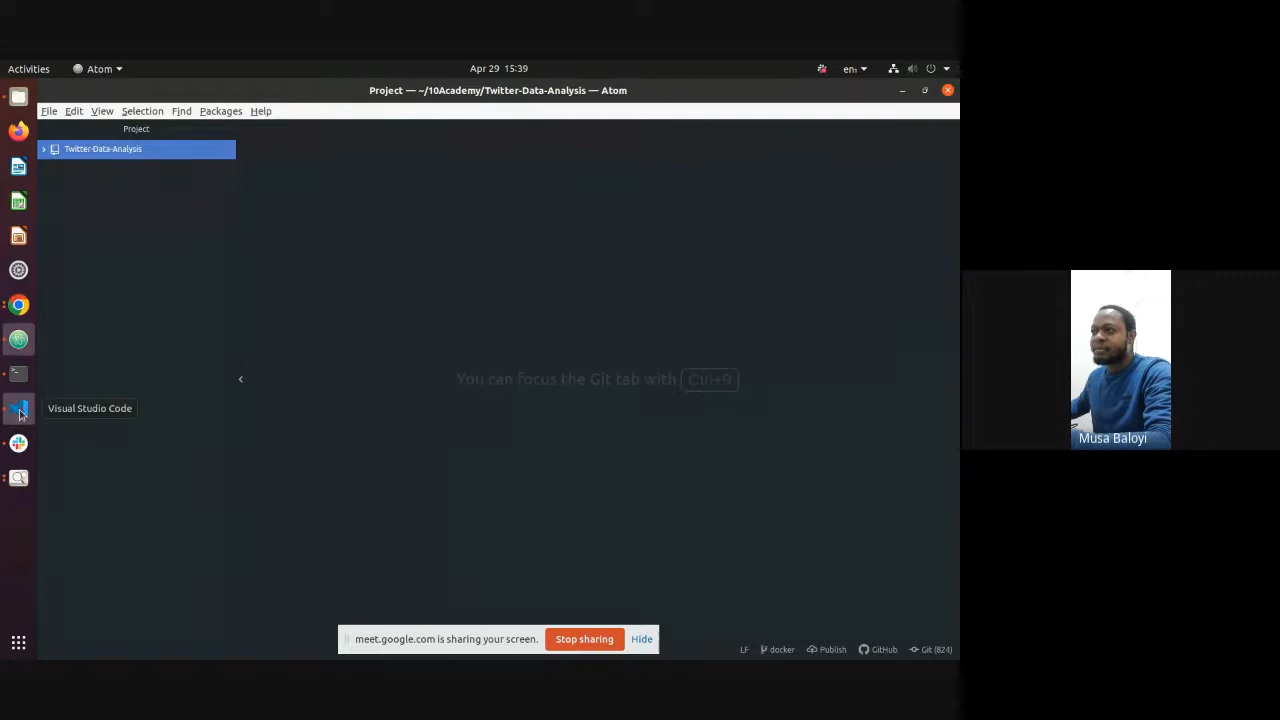 Activities
Atom
Apr 29 15:39
en₁
Project — ~/10Academy/Twitter-Data-Analysis — Atom
File Edit View Selection Find Packages Help
Project
Twitter-Data-Analysis
You can focus the Git tab with Ctrl+9
Visual Studio Code
Musa Baloyi
meet.google.com is sharing your screen. Stop sharing Hide
LF docker Publish GitHub Git (824)